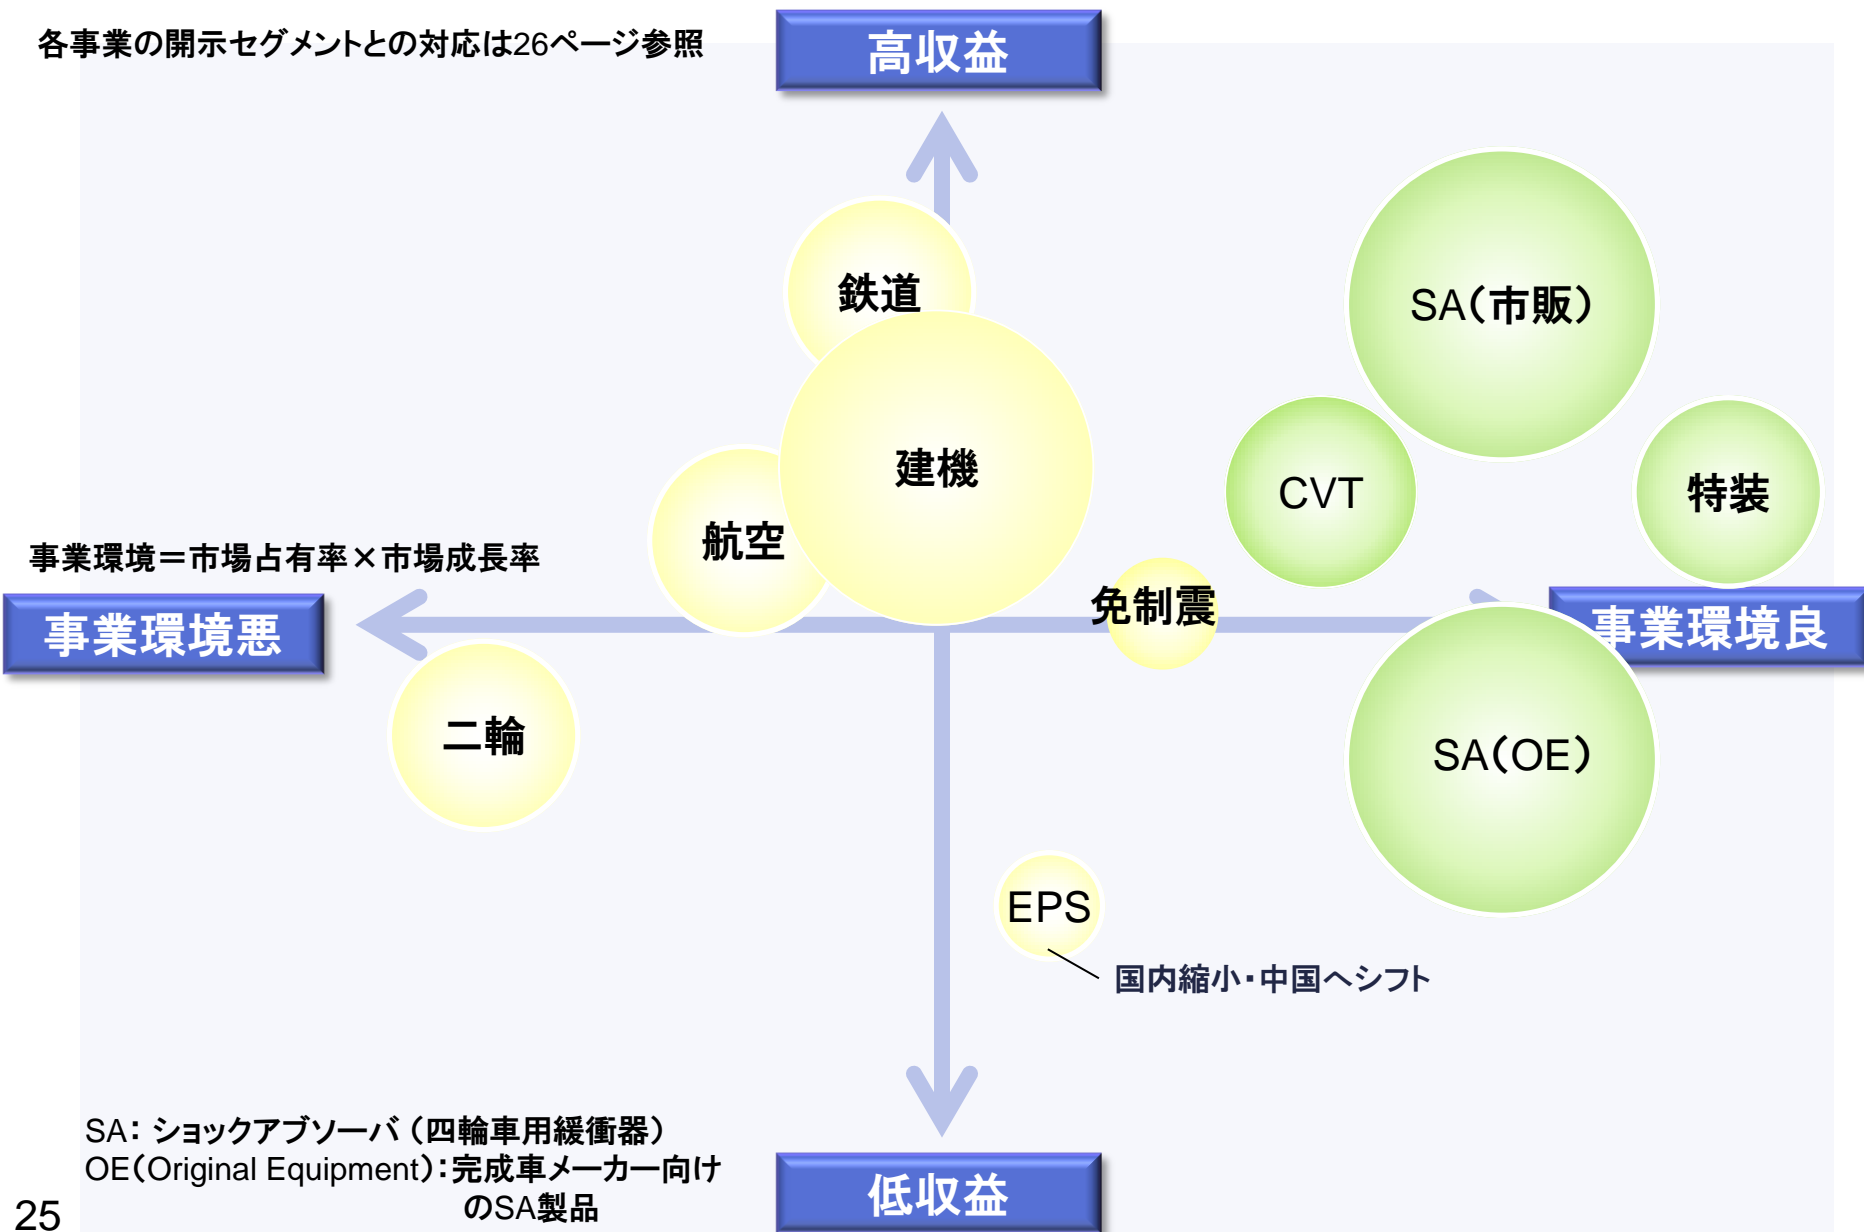 各事業の開示セグメントとの対応は26ページ参照
高収益
鉄道
SA（市販）
建機
CVT
特装
航空
事業環境＝市場占有率×市場成長率
免制震
事業環境悪
事業環境良
二輪
SA（OE）
EPS
国内縮小・中国へシフト
SA： ショックアブソーバ （四輪車用緩衝器）
OE（Original Equipment）：完成車メーカー向け
のSA製品
低収益
25